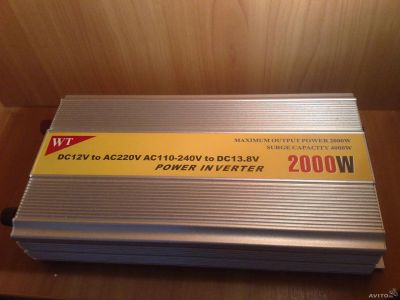 WT
DC12V to AC220V AC110-240V to DC13.8V
POWER INVERTER
MAXIMUM OUTPUT POWER 2000W
SURGE CAPACITY 4000W
2000W
AVITO